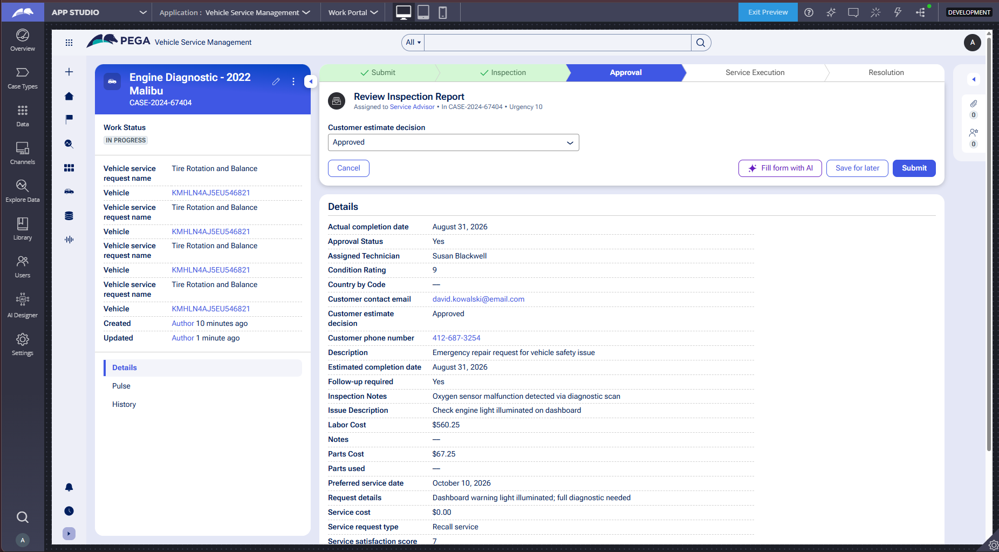 APP STUDIO
Application : Vehicle Service Management
Work Portal
Exit Preview
DEVELOPMENT
Overview
Case Types
Data
Channels
Explore Data
Library
Users
AI Designer
Settings
A
PEGA Vehicle Service Management
All
A
Engine Diagnostic - 2022
Malibu
CASE-2024-67404
Work Status
IN PROGRESS
Vehicle service
request name
Tire Rotation and Balance
Vehicle KMHLN4AJ5EU546821
Vehicle service
request name
Tire Rotation and Balance
Vehicle KMHLN4AJ5EU546821
Vehicle service
request name
Tire Rotation and Balance
Vehicle KMHLN4AJ5EU546821
Vehicle service
request name
Tire Rotation and Balance
Vehicle KMHLN4AJ5EU546821
Created Author 10 minutes ago
Updated Author 1 minute ago
Details
Pulse
History
Submit
Inspection
Approval
Service Execution
Resolution
Review Inspection Report
Assigned to Service Advisor • In CASE-2024-67404 • Urgency 10
Customer estimate decision
Approved
Cancel
Fill form with AI
Save for later
Submit
0
0
Details
Actual completion date August 31, 2026
Approval Status Yes
Assigned Technician Susan Blackwell
Condition Rating 9
Country by Code —
Customer contact email david.kowalski@email.com
Customer estimate
decision
Approved
Customer phone number 412-687-3254
Description Emergency repair request for vehicle safety issue
Estimated completion date August 31, 2026
Follow-up required Yes
Inspection Notes Oxygen sensor malfunction detected via diagnostic scan
Issue Description Check engine light illuminated on dashboard
Labor Cost $560.25
Notes —
Parts Cost $67.25
Parts used —
Preferred service date October 10, 2026
Request details Dashboard warning light illuminated; full diagnostic needed
Service cost $0.00
Service request type Recall service
Service satisfaction score 7